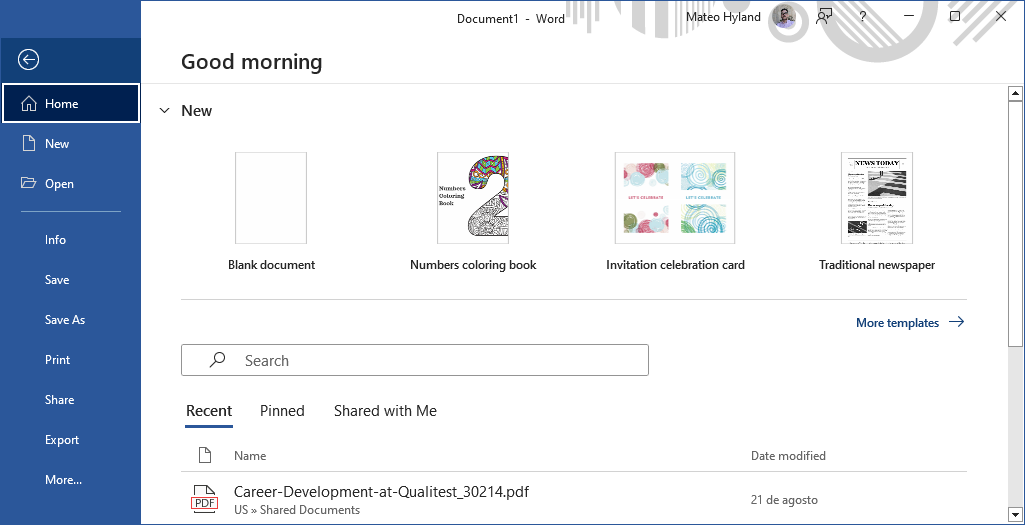 Document1 - Word
Mateo Hyland
?
Good morning
Home
New
Open
Info
Save
Save As
Print
Share
Export
More...
New
Numbers
Coloring
Book
LET'S CELEBRATE
LET'S CELEBRATE
NEWS TODAY
Blank document
Numbers coloring book
Invitation celebration card
Traditional newspaper
More templates
Search
Recent
Pinned
Shared with Me
Name
Date modified
PDF
Career-Development-at-Qualitest_30214.pdf
US » Shared Documents
21 de agosto